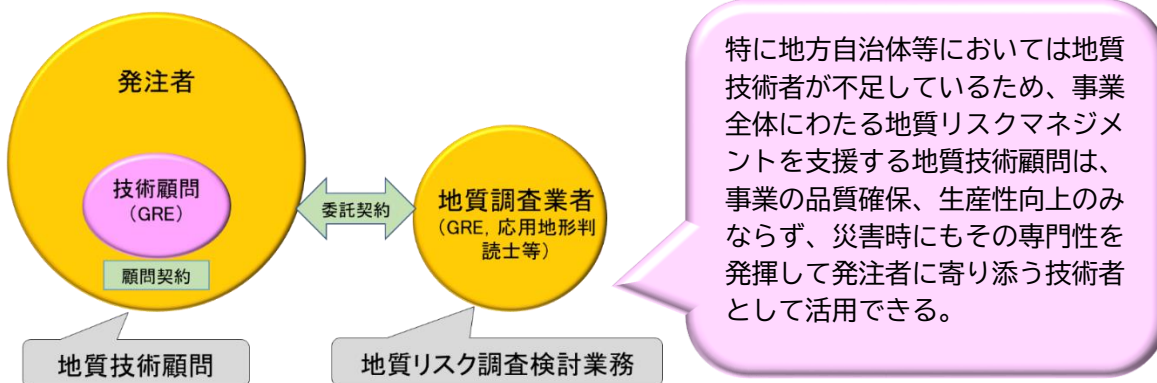 発注者
技術顧問
（GRE）
顧問契約
地質技術顧問
委託契約
地質調査業者
（GRE, 応用地形判
読士等）
地質リスク調査検討業務
特に地方自治体等においては地質
技術者が不足しているため、事業
全体にわたる地質リスクマネジメ
ントを支援する地質技術顧問は、
事業の品質確保、生産性向上のみ
ならず、災害時にもその専門性を
発揮して発注者に寄り添う技術者
として活用できる。